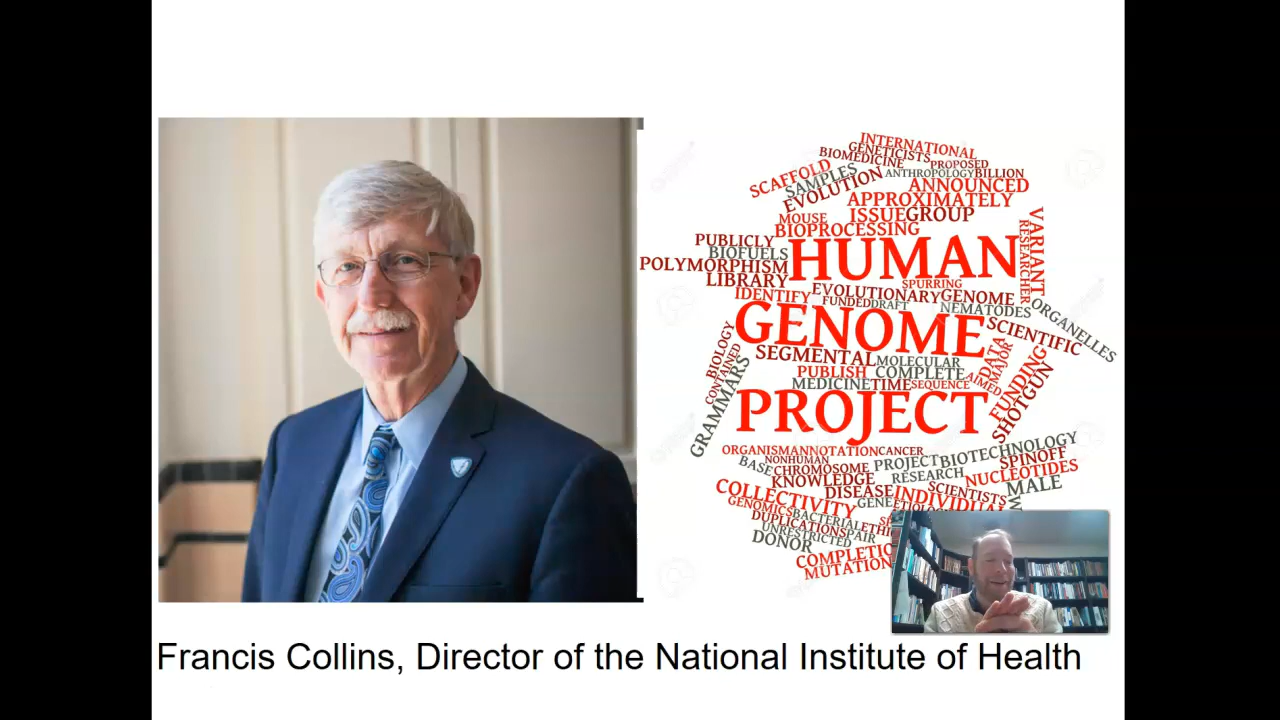 INTERNATIONAL
GENETICISTS
BIOMEDICINE PROPOSED
SCAFFOLD SAMPLES ANTHROPOLOGY BILLION
EVOLUTION ANNOUNCED
APPROXIMATELY
MOUSE ISSUE GROUP
BIOPROCESSING
VARIANT
RESEARCHER
PUBLICLY
BIOFUELS HUMAN
POLYMORPHISM
LIBRARY SPURRING
IDENTIFY EVOLUTIONARY GENOME
FUNDED DRAFT NEMATODES ORGANELLES
GENOME SCIENTIFIC
BIOLOGY
CONTAINED
GRAMMARS
SEGMENTAL MOLECULAR DATA
PUBLISH COMPLETE AIMED MAJOR FUNDING
MEDICINE TIME SEQUENCE SHOTGUN
PROJECT
ORGANISM ANNOTATION CANCER
NONHUMAN
BASE CHROMOSOME PROJECT BIOTECHNOLOGY
KNOWLEDGE RESEARCH SPINOFF
NUCLEOTIDES
COLLECTIVITY DISEASE INDIVIDUAL SCIENTISTS MALE
GENOMICS GENE
DUPLICATIONS BACTERIAL
UNRESTRICTED PAIR
DONOR
COMPLETIO
MUTATION
Francis Collins, Director of the National Institute of Health